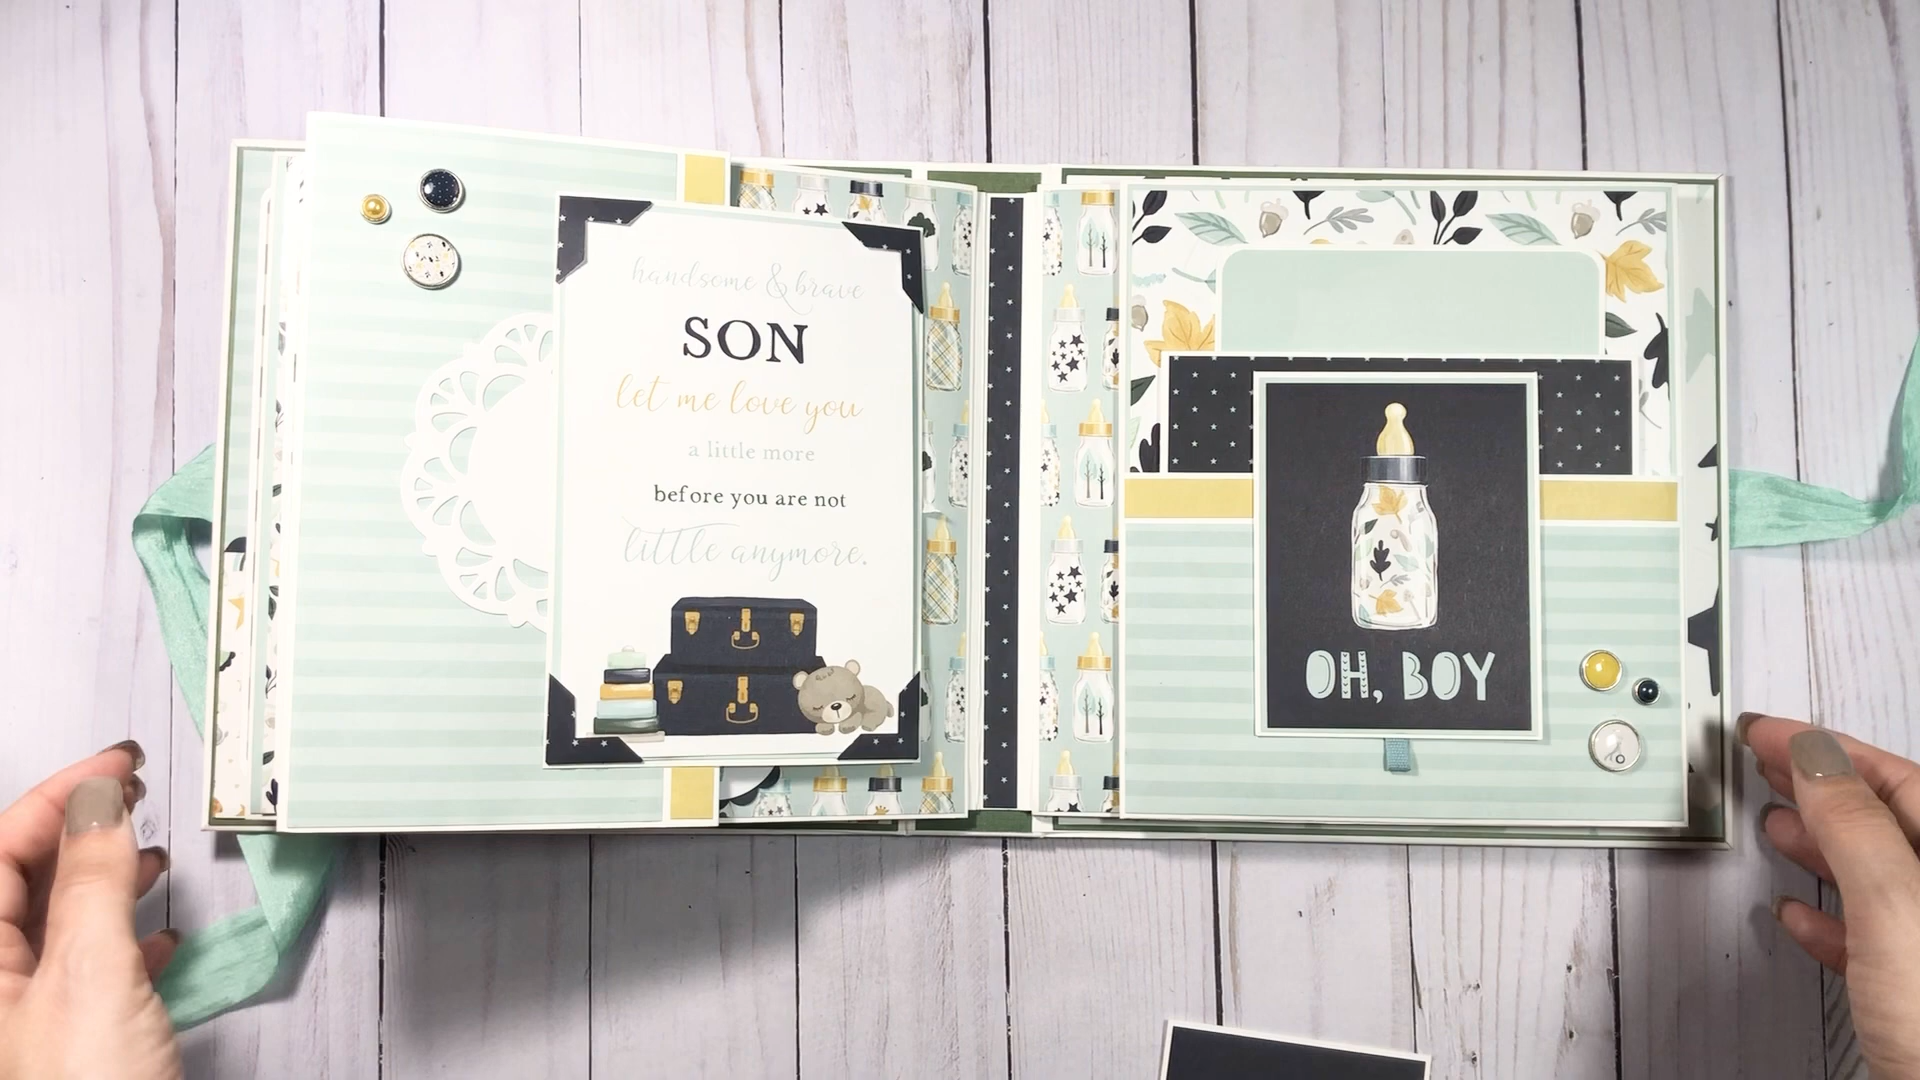 handsome & brave
SON
let me love you
a little more
before you are not
little anymore.
OH, BOY